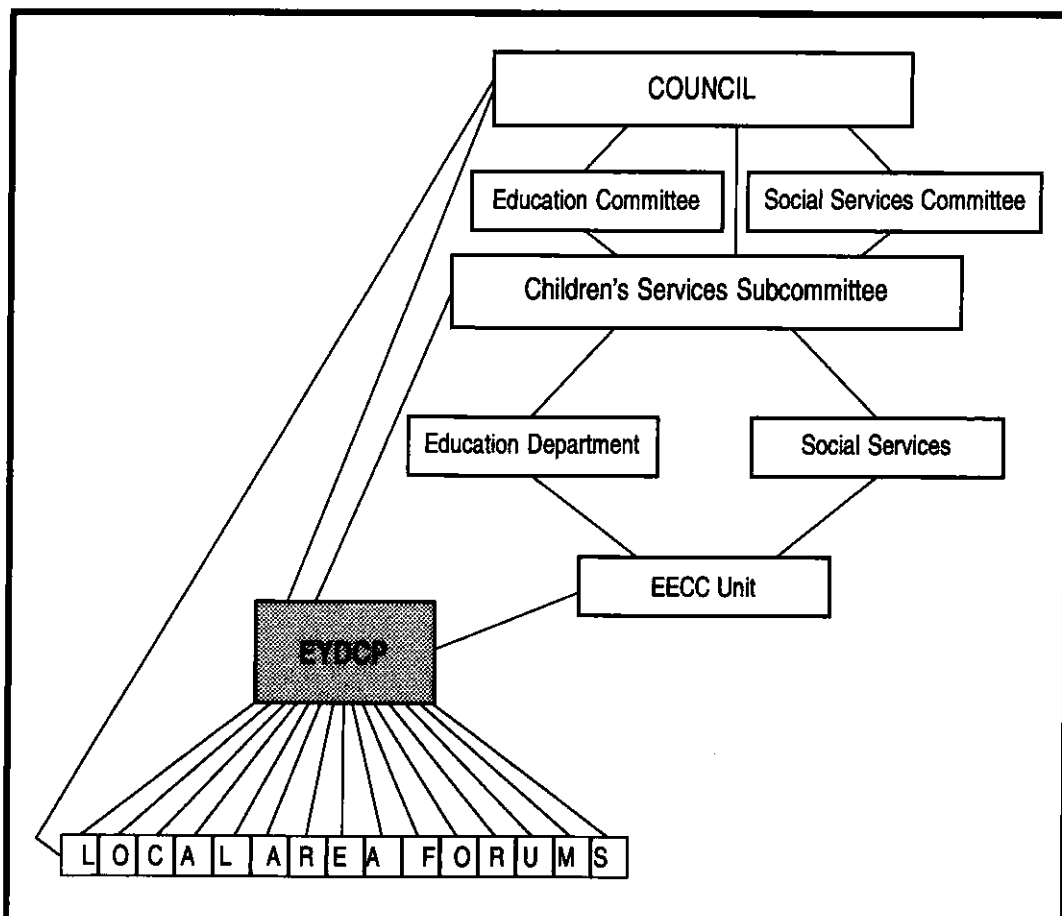 COUNCIL
Education Committee
Social Services Committee
Children's Services Subcommittee
Education Department
Social Services
EECC Unit
EYDCP
LOCAL AREA FORUMS